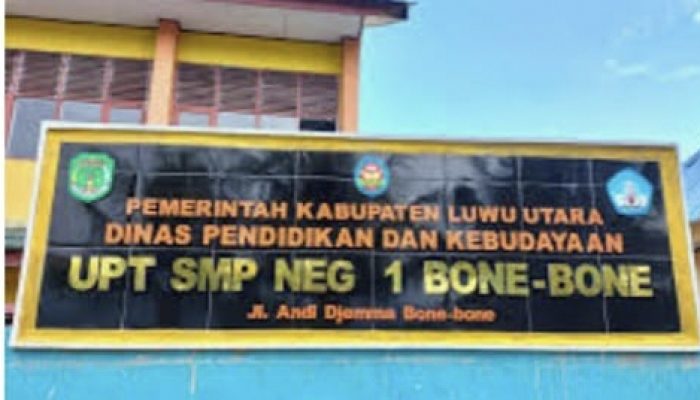 PEMERINTAH KABUPATEN LUWU UTARA
DINAS PENDIDIKAN DAN KEBUDAYAAN
UPT SMP NEG 1 BONE-BONE
Jl. Andi Djemma Bone-bone